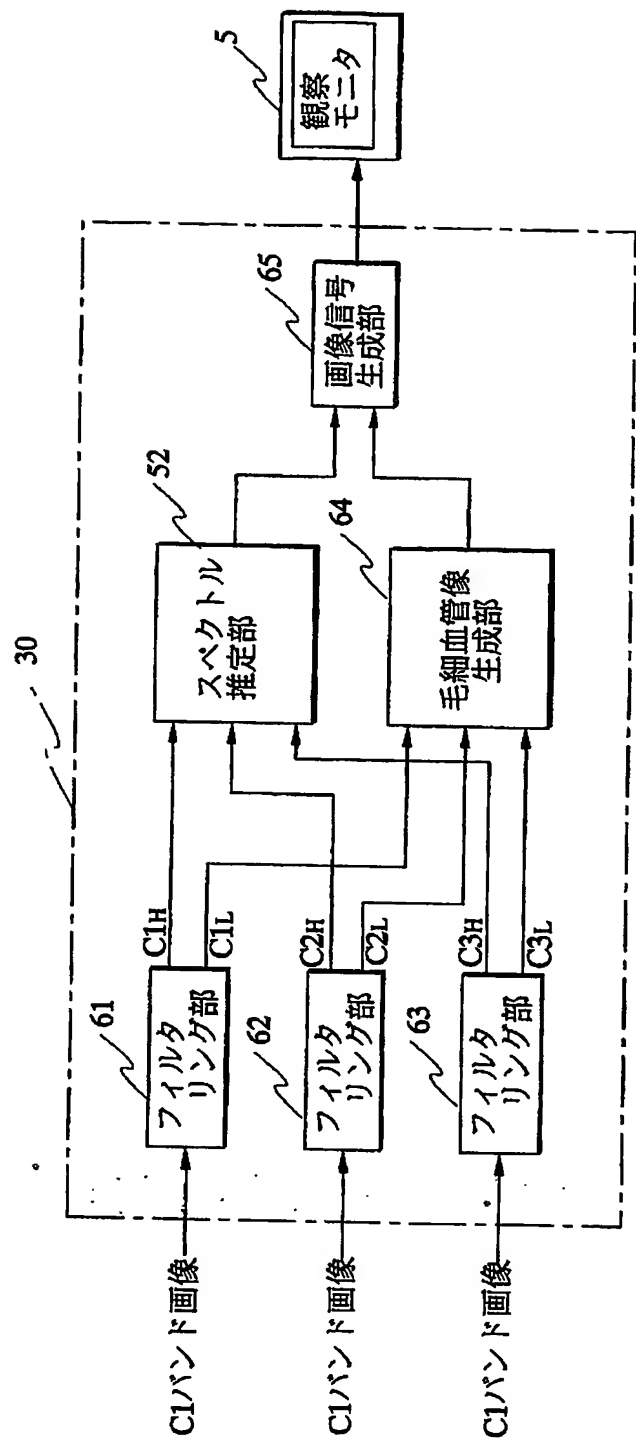 30
C1バンド画像
61
フィルタ
リング部
C1H
C1L
C1バンド画像
62
フィルタ
リング部
C2H
C2L
C1バンド画像
63
フィルタ
リング部
C3H
C3L
52
スペクトル
推定部
64
毛細血管像
生成部
65
画像信号
生成部
5
観察
モニタ